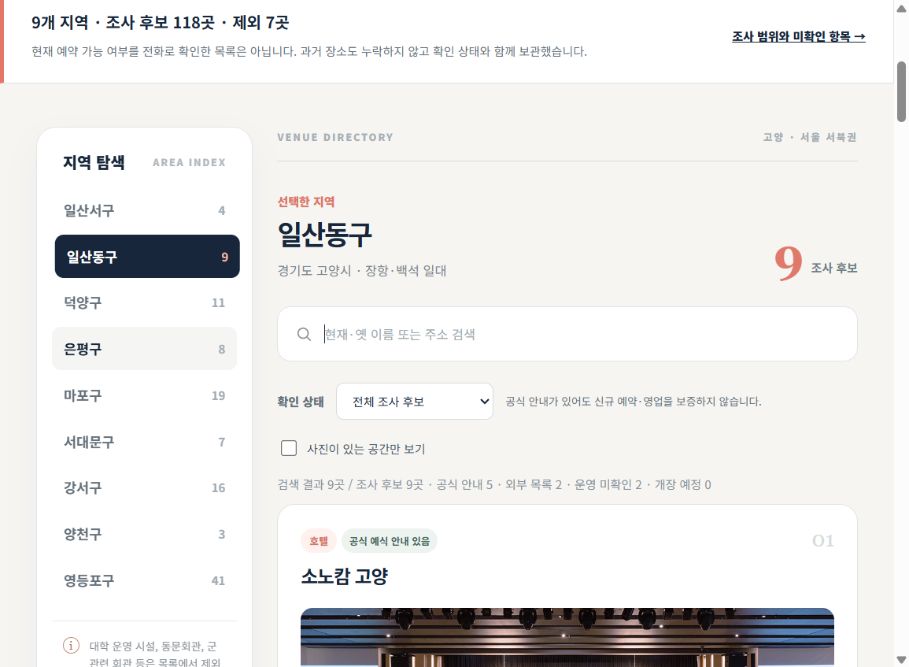 9개 지역 · 조사 후보 118곳 · 제외 7곳
현재 예약 가능 여부를 전화로 확인한 목록은 아닙니다. 과거 장소도 누락하지 않고 확인 상태와 함께 보관했습니다.
조사 범위와 미확인 항목 →
지역 탐색 AREA INDEX
일산서구 4
일산동구 9
덕양구 11
은평구 8
마포구 19
서대문구 7
강서구 16
양천구 3
영등포구 41
대학 운영 시설, 동문회관, 군
관련 회관 등은 목록에서 제외
VENUE DIRECTORY 고양 · 서울 서북권
선택한 지역
일산동구
경기도 고양시 · 장항·백석 일대
9 조사 후보
현재·옛 이름 또는 주소 검색
확인 상태 전체 조사 후보 공식 안내가 있어도 신규 예약·영업을 보증하지 않습니다.
사진이 있는 공간만 보기
검색 결과 9곳 / 조사 후보 9곳 · 공식 안내 5 · 외부 목록 2 · 운영 미확인 2 · 개장 예정 0
호텔 공식 예식 안내 있음 01
소노캄 고양